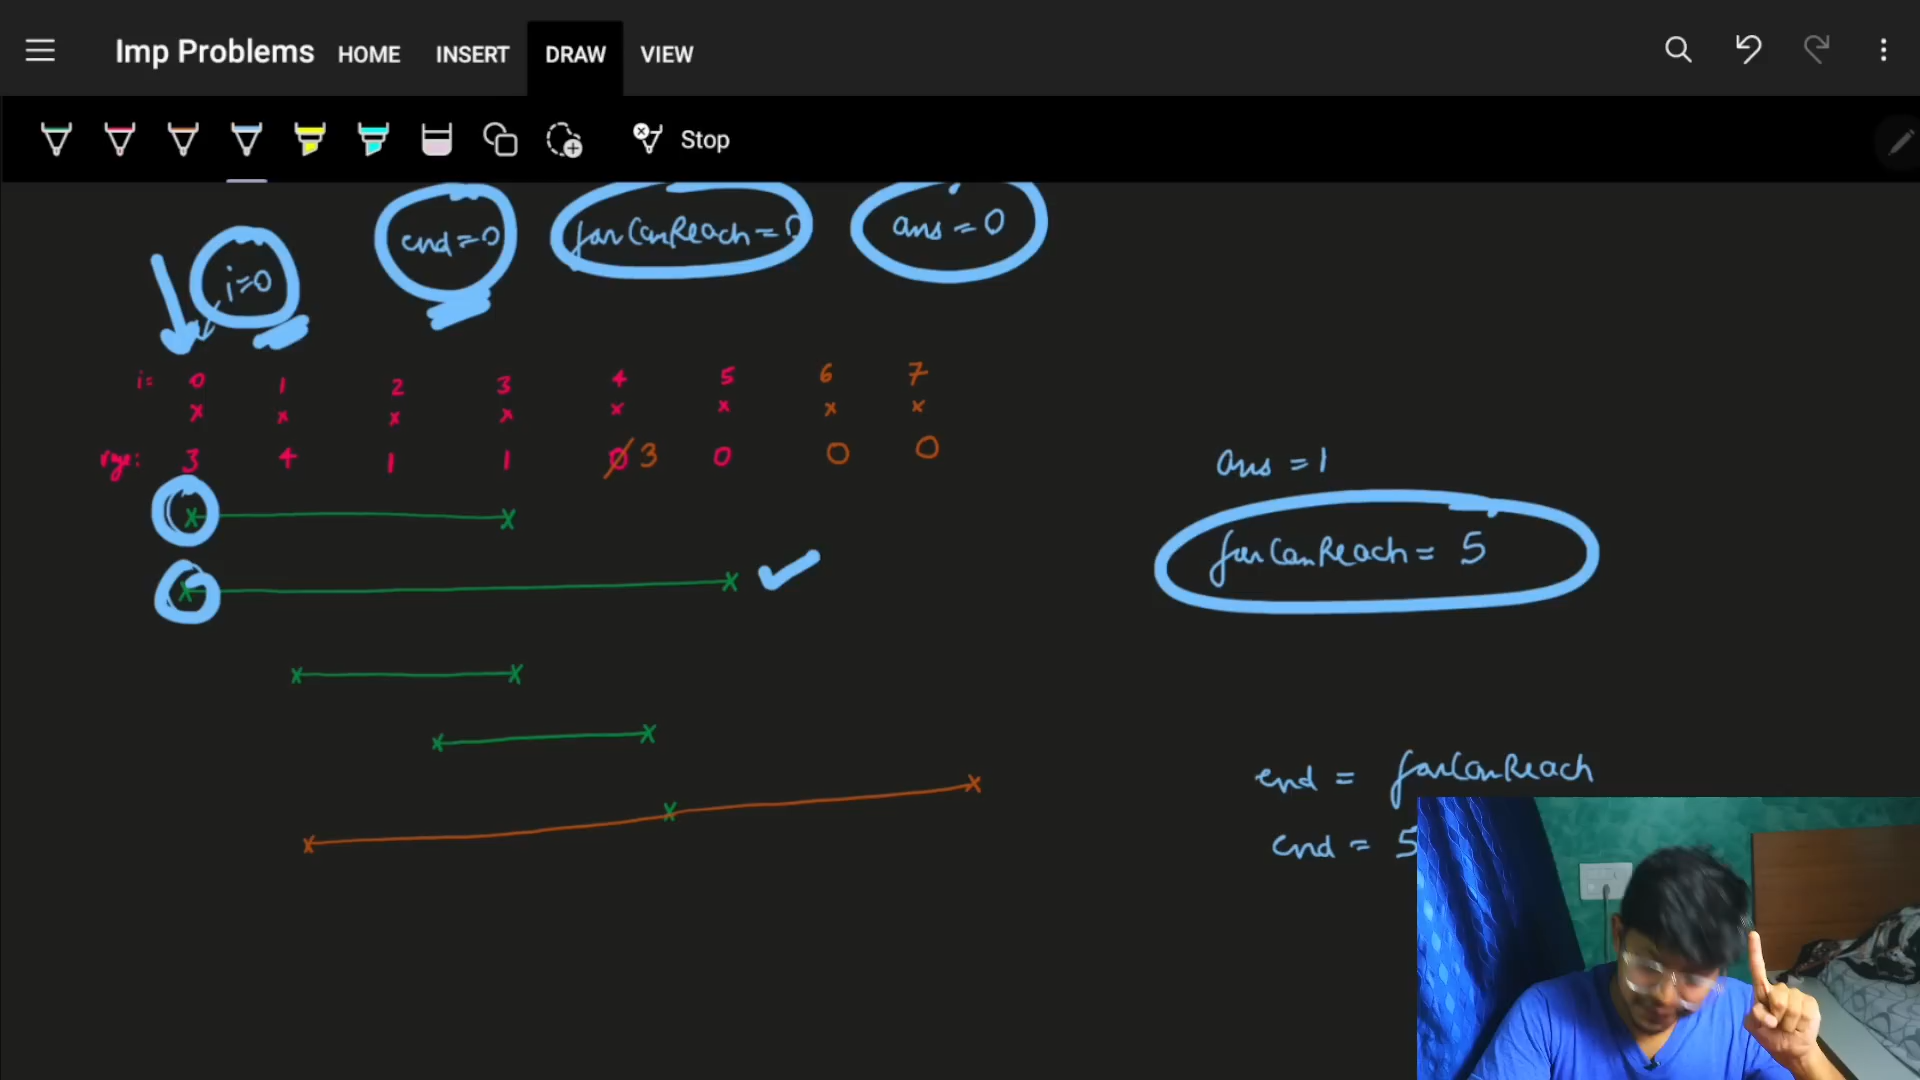 Imp Problems HOME INSERT DRAW VIEW
Stop
end=0 farCanReach=0 ans=0
i=0
i= 0 1 2 3 4 5 6 7
x x x x x x x x
3 4 1 1 0 3 0 0 0
ans = 1
farCanReach = 5
end = farCanReach
end = 5